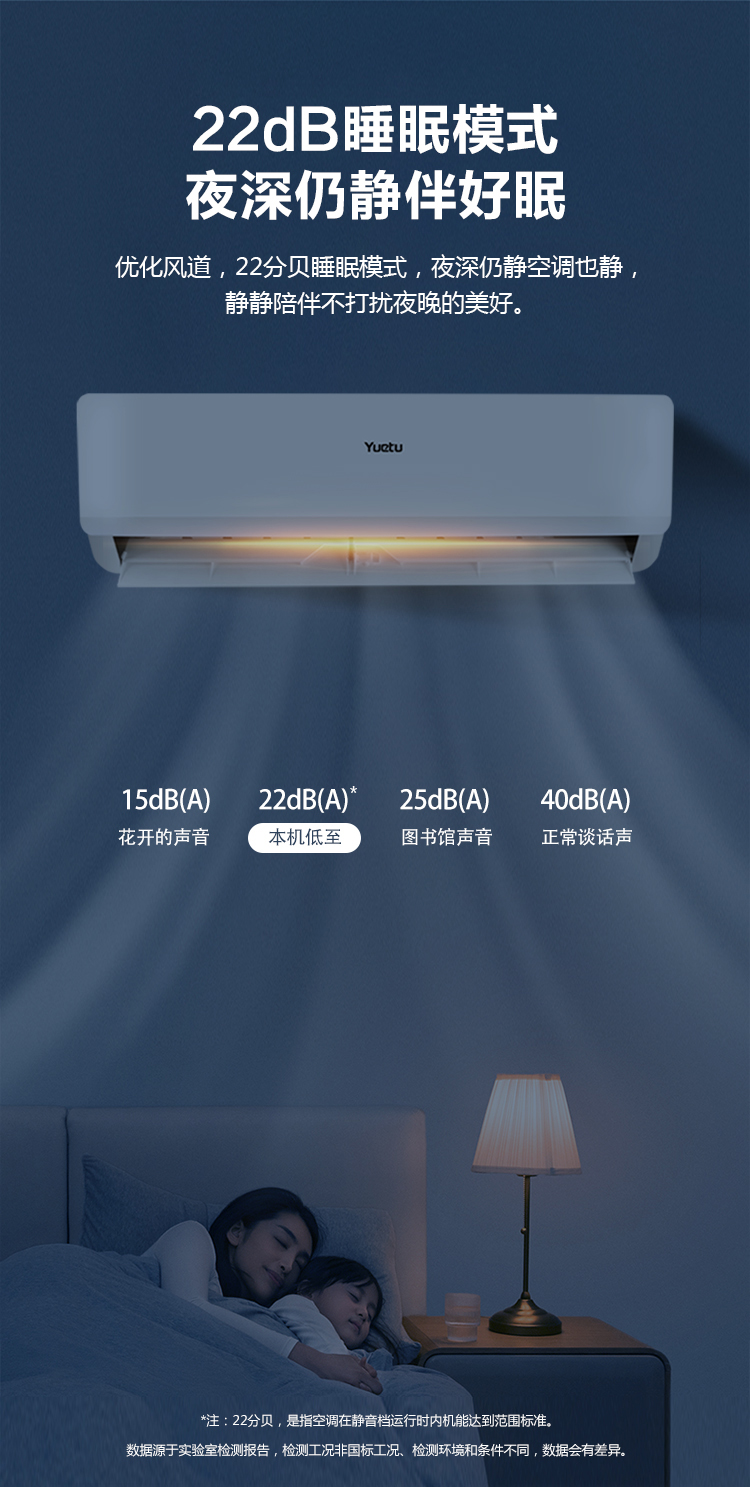 22dB睡眠模式
夜深仍静伴好眠
优化风道，22分贝睡眠模式，夜深仍静空调也静，
静静陪伴不打扰夜晚的美好。
Yuetu
15dB(A) 22dB(A)* 25dB(A) 40dB(A)
花开的声音 本机低至 图书馆声音 正常谈话声
*注：22分贝，是指空调在静音档运行时内机能达到范围标准。
数据源于实验室检测报告，检测工况非国标工况、检测环境和条件不同，数据会有差异。